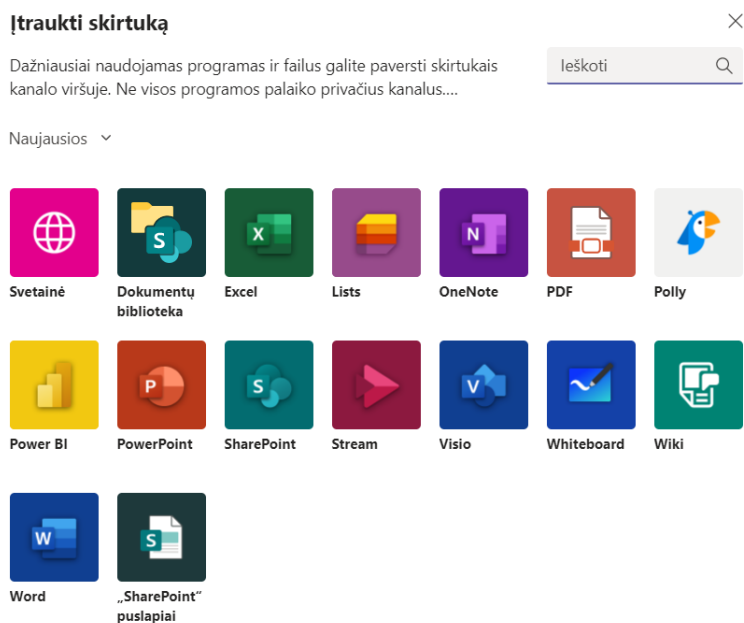 Įtraukti skirtuką
Dažniausiai naudojamas programas ir failus galite paversti skirtukais
kanalo viršuje. Ne visos programos palaiko privačius kanalus....
Ieškoti
Naujausios
S
X
N
Svetainė
Dokumentų
biblioteka
Excel
Lists
OneNote
PDF
Polly
P
S
V
Power BI
PowerPoint
SharePoint
Stream
Visio
Whiteboard
Wiki
W
S
Word
„SharePoint“
puslapiai